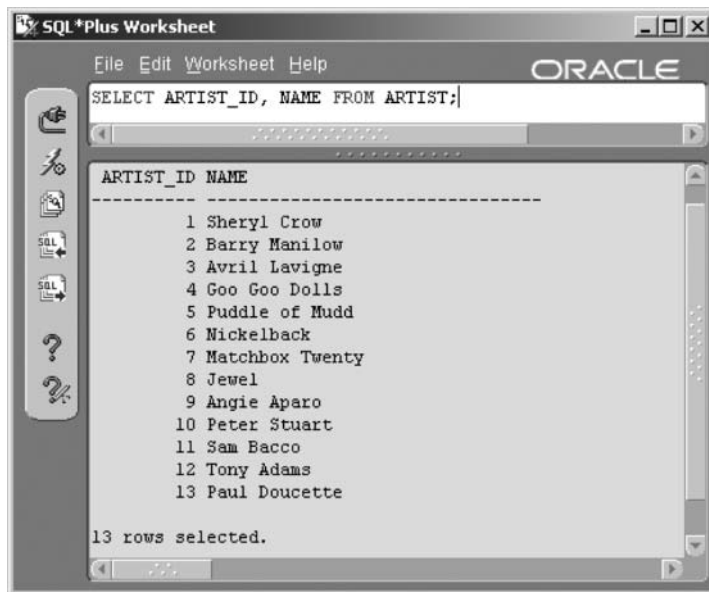 SQL*Plus Worksheet
File Edit Worksheet Help
ORACLE
SELECT ARTIST_ID, NAME FROM ARTIST;
ARTIST_ID NAME
---------- --------------------------------
1 Sheryl Crow
2 Barry Manilow
3 Avril Lavigne
4 Goo Goo Dolls
5 Puddle of Mudd
6 Nickelback
7 Matchbox Twenty
8 Jewel
9 Angie Aparo
10 Peter Stuart
11 Sam Bacco
12 Tony Adams
13 Paul Doucette
13 rows selected.
SQL
SQL